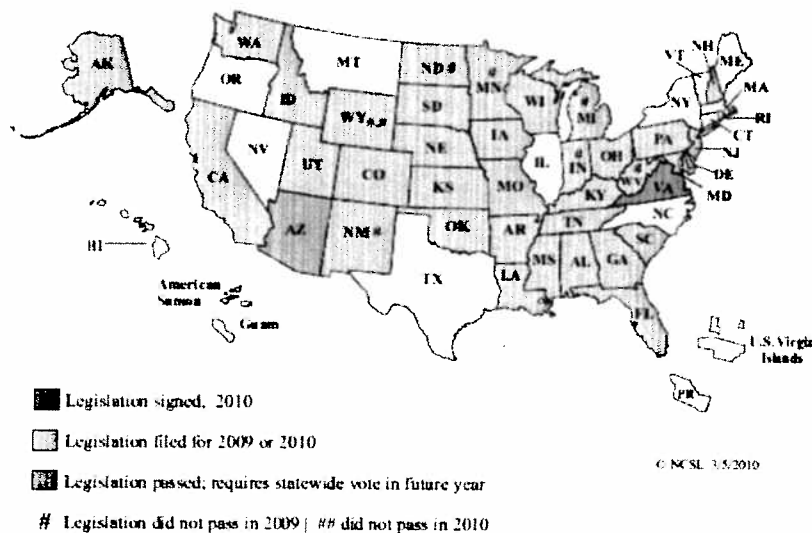 NH
WA
VT
ME
AK
MT
ND #
#
MN
OR
MA
ID
SD
WI
#
MI
NY
WY #,#
RI
IA
PA
CT
NV
NE
NJ
UT
IL
#
IN
OH
DE
CA
CO
#
WV
VA
MD
KS
MO
KY
NC
AZ
NM #
OK
AR
TN
SC
HI
MS
AL
GA
TX
LA
American
Samoa
FL
Guam
U.S. Virgin
Islands
PR
Legislation signed, 2010
Legislation filed for 2009 or 2010
© NCSL 3/5/2010
Legislation passed; requires statewide vote in future year
# Legislation did not pass in 2009 | ## did not pass in 2010